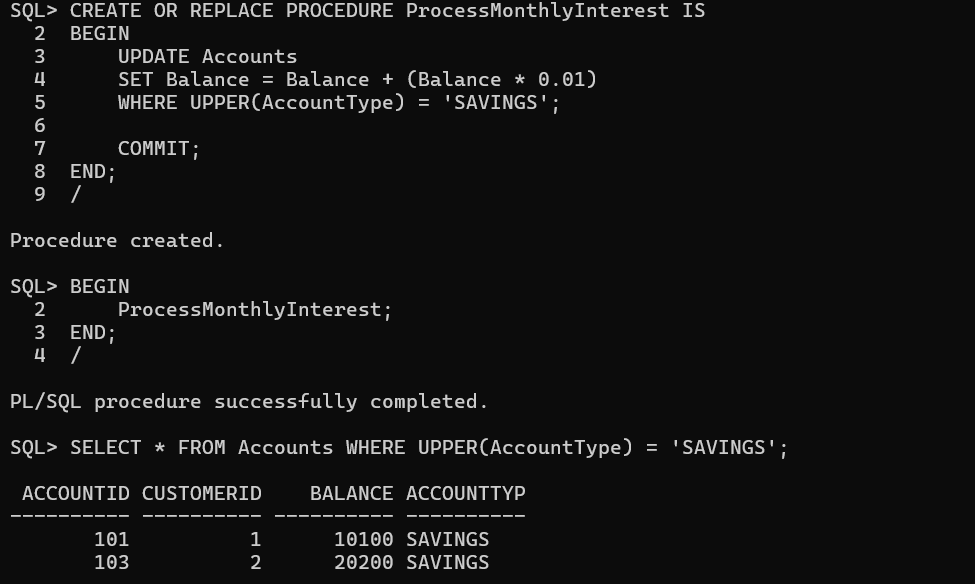 SQL> CREATE OR REPLACE PROCEDURE ProcessMonthlyInterest IS
  2  BEGIN
  3      UPDATE Accounts
  4      SET Balance = Balance + (Balance * 0.01)
  5      WHERE UPPER(AccountType) = 'SAVINGS';
  6
  7      COMMIT;
  8  END;
  9  /

Procedure created.

SQL> BEGIN
  2      ProcessMonthlyInterest;
  3  END;
  4  /

PL/SQL procedure successfully completed.

SQL> SELECT * FROM Accounts WHERE UPPER(AccountType) = 'SAVINGS';

 ACCOUNTID CUSTOMERID    BALANCE ACCOUNTTYP
---------- ---------- ---------- ----------
       101          1      10100 SAVINGS
       103          2      20200 SAVINGS